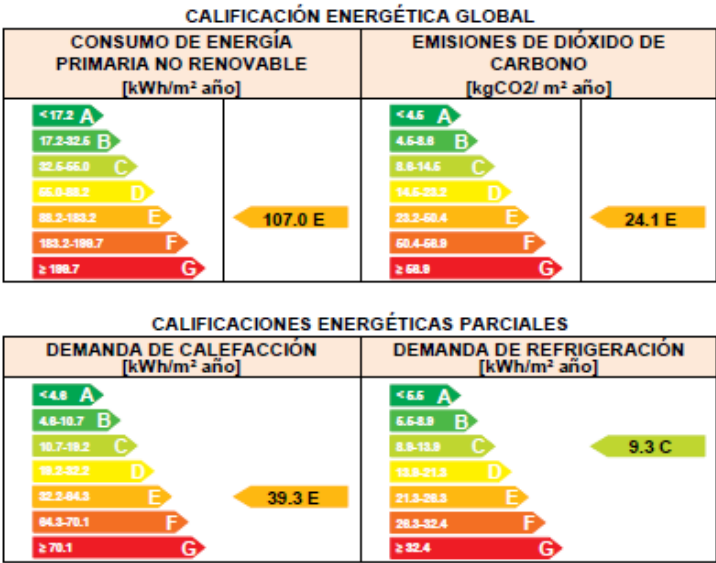 CALIFICACIÓN ENERGÉTICA GLOBAL
CONSUMO DE ENERGÍA
PRIMARIA NO RENOVABLE
[kWh/m² año]
EMISIONES DE DIÓXIDO DE
CARBONO
[kgCO2/ m² año]
<17.2 A
17.2-32.5 B
32.5-55.0 C
55.0-88.2 D
88.2-183.2 E
107.0 E
183.2-199.7 F
≥ 199.7 G
<4.5 A
4.5-8.6 B
8.6-14.5 C
14.5-23.2 D
23.2-50.4 E
24.1 E
50.4-58.9 F
≥ 58.9 G
CALIFICACIONES ENERGÉTICAS PARCIALES
DEMANDA DE CALEFACCIÓN
[kWh/m² año]
DEMANDA DE REFRIGERACIÓN
[kWh/m² año]
<4.6 A
4.6-10.7 B
10.7-19.2 C
19.2-32.2 D
32.2-64.3 E
39.3 E
64.3-70.1 F
≥ 70.1 G
<5.5 A
5.5-8.9 B
8.9-13.9 C
9.3 C
13.9-21.3 D
21.3-26.3 E
26.3-32.4 F
≥ 32.4 G